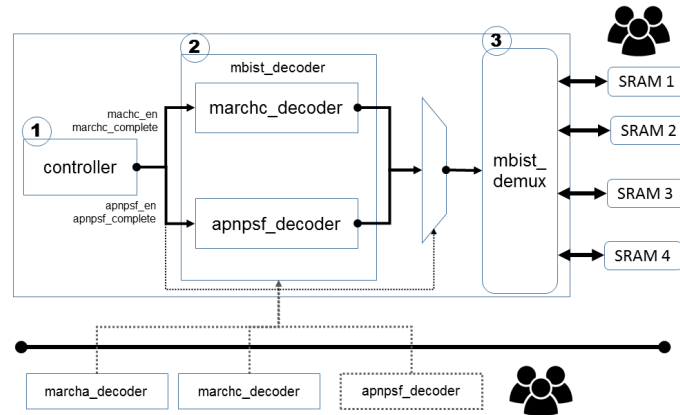 1
2
3
mbist_decoder
machc_en
marchc_complete
marchc_decoder
controller
apnpsf_en
apnpsf_complete
apnpsf_decoder
mbist_
demux
SRAM 1
SRAM 2
SRAM 3
SRAM 4
marcha_decoder
marchc_decoder
apnpsf_decoder